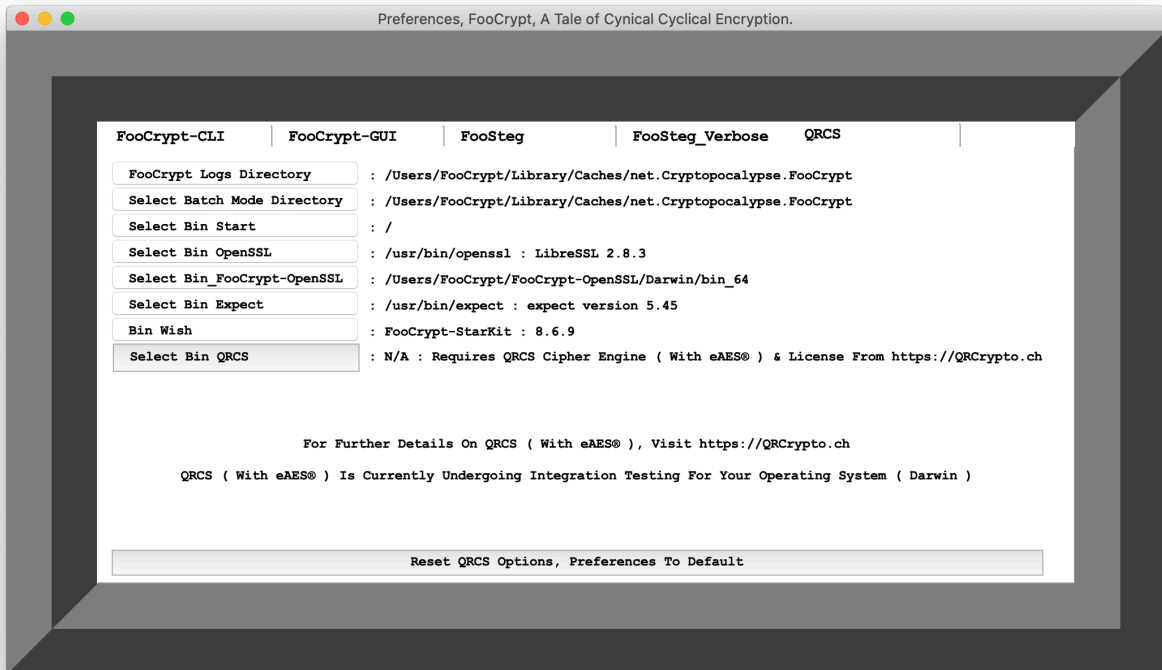 Preferences, FooCrypt, A Tale of Cynical Cyclical Encryption.
FooCrypt-CLI FooCrypt-GUI FooSteg FooSteg_Verbose QRCS
FooCrypt Logs Directory : /Users/FooCrypt/Library/Caches/net.Cryptopocalypse.FooCrypt
Select Batch Mode Directory : /Users/FooCrypt/Library/Caches/net.Cryptopocalypse.FooCrypt
Select Bin Start : /
Select Bin OpenSSL : /usr/bin/openssl : LibreSSL 2.8.3
Select Bin_FooCrypt-OpenSSL : /Users/FooCrypt/FooCrypt-OpenSSL/Darwin/bin_64
Select Bin Expect : /usr/bin/expect : expect version 5.45
Bin Wish : FooCrypt-StarKit : 8.6.9
Select Bin QRCS : N/A : Requires QRCS Cipher Engine ( With eAES® ) & License From https://QRCrypto.ch
For Further Details On QRCS ( With eAES® ), Visit https://QRCrypto.ch
QRCS ( With eAES® ) Is Currently Undergoing Integration Testing For Your Operating System ( Darwin )
Reset QRCS Options, Preferences To Default